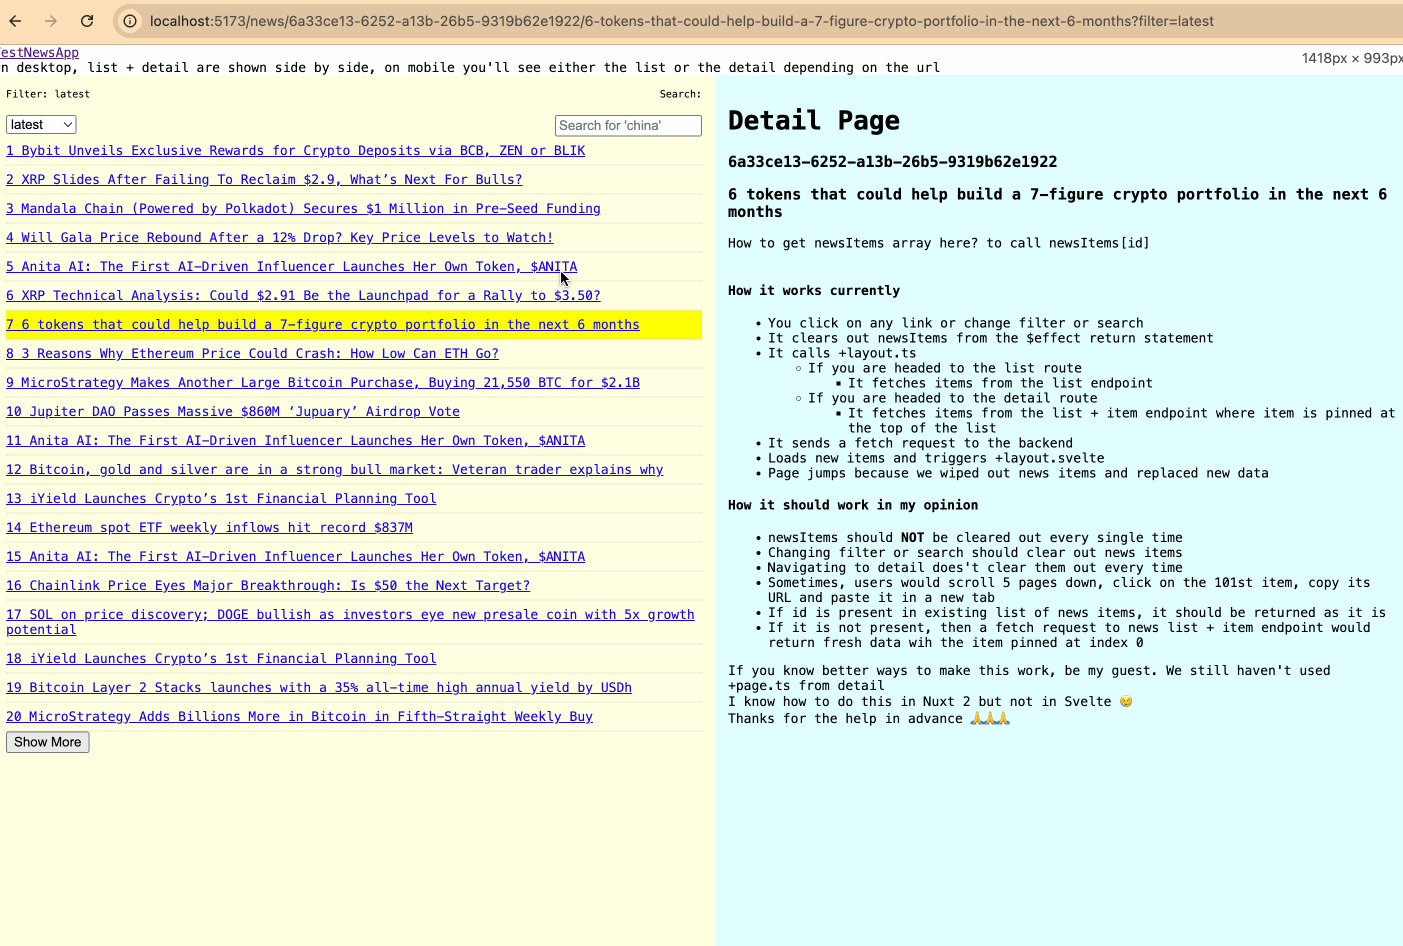 localhost:5173/news/6a33ce13-6252-a13b-26b5-9319b62e1922/6-tokens-that-could-help-build-a-7-figure-crypto-portfolio-in-the-next-6-months?filter=latest
estNewsApp
1418px × 993px
n desktop, list + detail are shown side by side, on mobile you'll see either the list or the detail depending on the url
Filter: latest
Search:
latest
Search for 'china'
1 Bybit Unveils Exclusive Rewards for Crypto Deposits via BCB, ZEN or BLIK
2 XRP Slides After Failing To Reclaim $2.9, What’s Next For Bulls?
3 Mandala Chain (Powered by Polkadot) Secures $1 Million in Pre-Seed Funding
4 Will Gala Price Rebound After a 12% Drop? Key Price Levels to Watch!
5 Anita AI: The First AI-Driven Influencer Launches Her Own Token, $ANITA
6 XRP Technical Analysis: Could $2.91 Be the Launchpad for a Rally to $3.50?
7 6 tokens that could help build a 7-figure crypto portfolio in the next 6 months
8 3 Reasons Why Ethereum Price Could Crash: How Low Can ETH Go?
9 MicroStrategy Makes Another Large Bitcoin Purchase, Buying 21,550 BTC for $2.1B
10 Jupiter DAO Passes Massive $860M ‘Jupuary’ Airdrop Vote
11 Anita AI: The First AI-Driven Influencer Launches Her Own Token, $ANITA
12 Bitcoin, gold and silver are in a strong bull market: Veteran trader explains why
13 iYield Launches Crypto’s 1st Financial Planning Tool
14 Ethereum spot ETF weekly inflows hit record $837M
15 Anita AI: The First AI-Driven Influencer Launches Her Own Token, $ANITA
16 Chainlink Price Eyes Major Breakthrough: Is $50 the Next Target?
17 SOL on price discovery; DOGE bullish as investors eye new presale coin with 5x growth
potential
18 iYield Launches Crypto’s 1st Financial Planning Tool
19 Bitcoin Layer 2 Stacks launches with a 35% all-time high annual yield by USDh
20 MicroStrategy Adds Billions More in Bitcoin in Fifth-Straight Weekly Buy
Show More
Detail Page
6a33ce13-6252-a13b-26b5-9319b62e1922
6 tokens that could help build a 7-figure crypto portfolio in the next 6
months
How to get newsItems array here? to call newsItems[id]
How it works currently
• You click on any link or change filter or search
• It clears out newsItems from the $effect return statement
• It calls +layout.ts
◦ If you are headed to the list route
▪ It fetches items from the list endpoint
◦ If you are headed to the detail route
▪ It fetches items from the list + item endpoint where item is pinned at
the top of the list
• It sends a fetch request to the backend
• Loads new items and triggers +layout.svelte
• Page jumps because we wiped out news items and replaced new data
How it should work in my opinion
• newsItems should NOT be cleared out every single time
• Changing filter or search should clear out news items
• Navigating to detail does't clear them out every time
• Sometimes, users would scroll 5 pages down, click on the 101st item, copy its
URL and paste it in a new tab
• If id is present in existing list of news items, it should be returned as it is
• If it is not present, then a fetch request to news list + item endpoint would
return fresh data wih the item pinned at index 0
If you know better ways to make this work, be my guest. We still haven't used
+page.ts from detail
I know how to do this in Nuxt 2 but not in Svelte 😢
Thanks for the help in advance 🙏🙏🙏